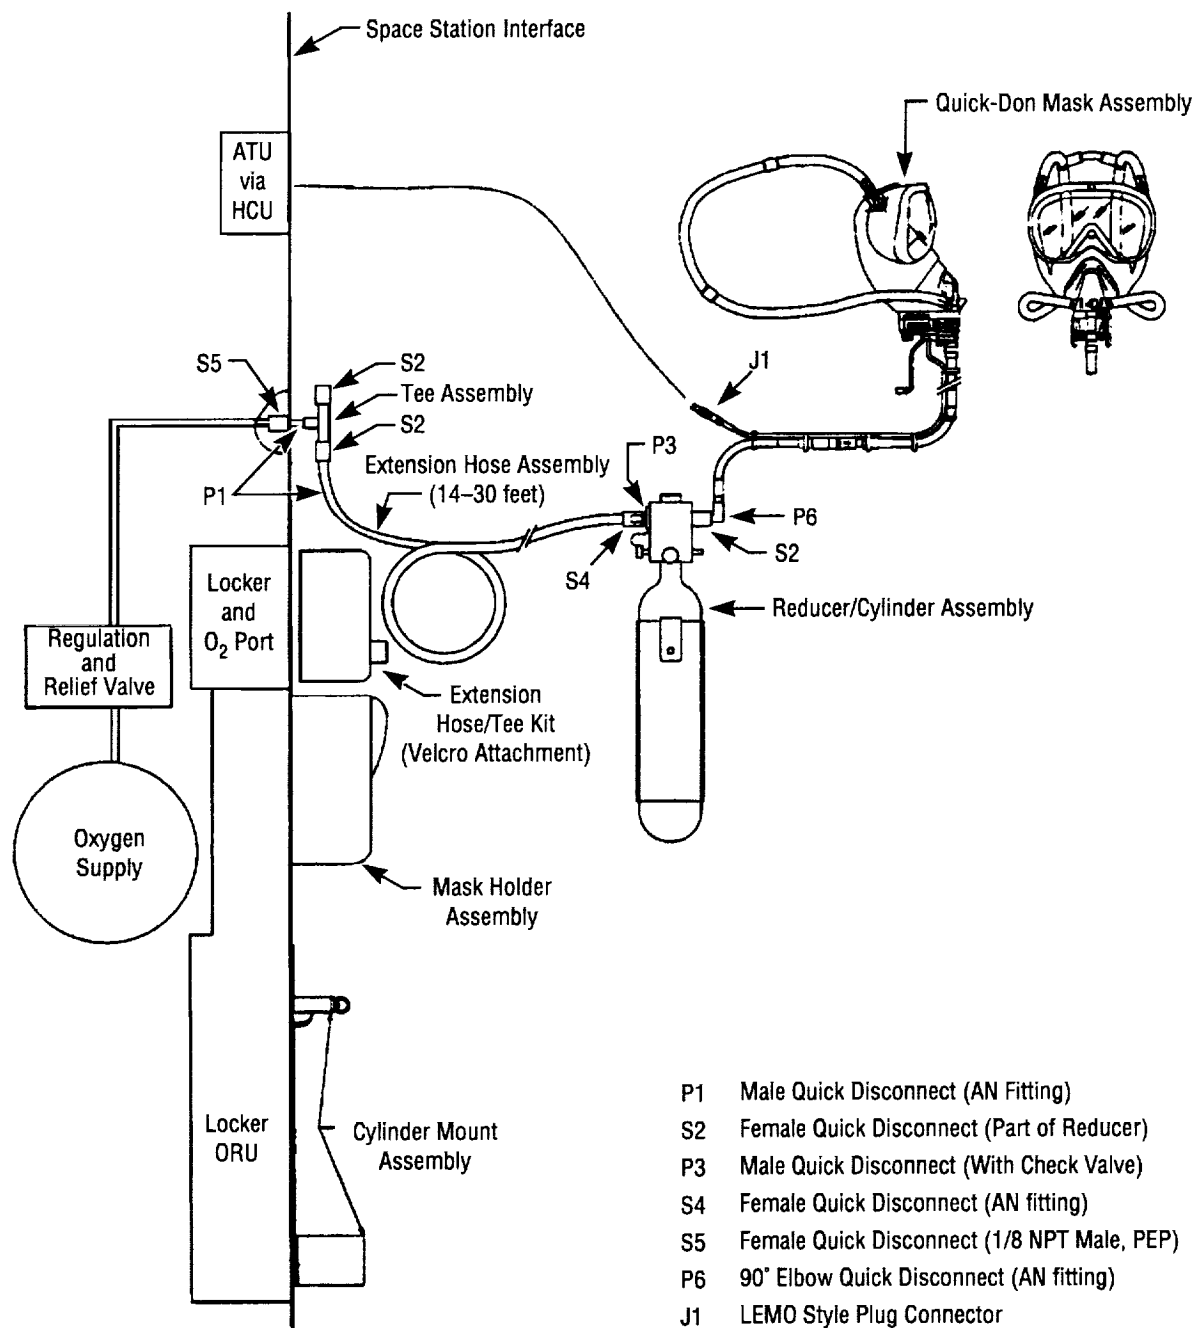 Space Station Interface
Quick-Don Mask Assembly
ATU
via
HCU
S5
S2
Tee Assembly
S2
J1
P1
Extension Hose Assembly
(14–30 feet)
P3
P6
S4
S2
Locker
and
O2 Port
Reducer/Cylinder Assembly
Regulation
and
Relief Valve
Extension
Hose/Tee Kit
(Velcro Attachment)
Oxygen
Supply
Mask Holder
Assembly
Locker
ORU
Cylinder Mount
Assembly
P1 Male Quick Disconnect (AN Fitting)
S2 Female Quick Disconnect (Part of Reducer)
P3 Male Quick Disconnect (With Check Valve)
S4 Female Quick Disconnect (AN fitting)
S5 Female Quick Disconnect (1/8 NPT Male, PEP)
P6 90° Elbow Quick Disconnect (AN fitting)
J1 LEMO Style Plug Connector